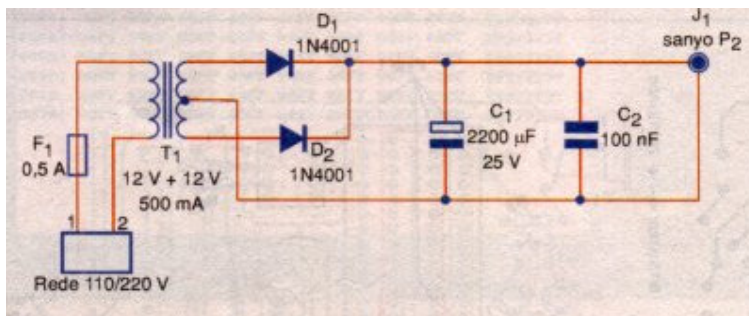 D1
1N4001
J1
sanyo P2
F1
0,5 A
T1
12 V + 12 V
500 mA
D2
1N4001
C1
2200 µF
25 V
C2
100 nF
1
2
Rede 110/220 V